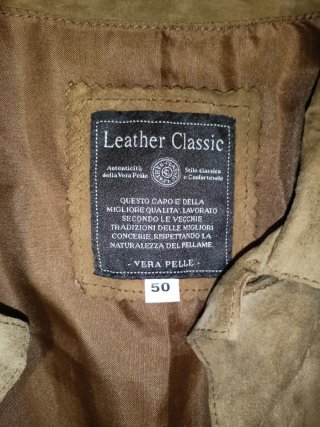 Leather Classic
Autenticità
della Vera Pelle
Stile classico
e Confortevole
QUESTO CAPO E' DELLA
MIGLIORE QUALITA', LAVORATO
SECONDO LE VECCHIE
TRADIZIONI DELLE MIGLIORI
CONCERIE, RISPETTANDO LA
NATURALEZZA DEL PELLAME.
- VERA PELLE -
50